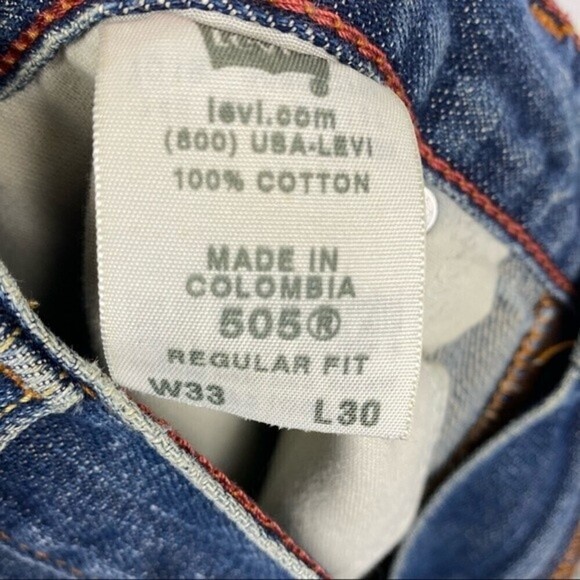 levi.com
(800) USA-LEVI
100% COTTON
MADE IN
COLOMBIA
505®
REGULAR FIT
W33
L30